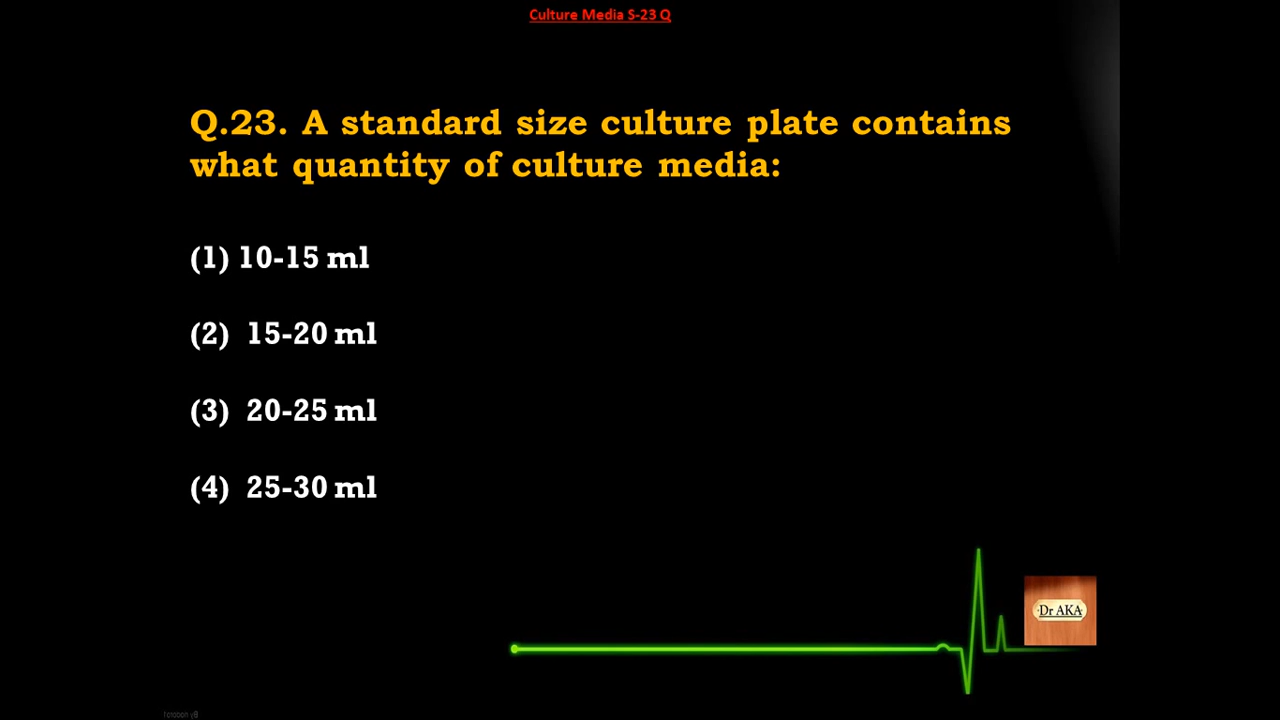 Culture Media S-23 Q
Q.23. A standard size culture plate contains
what quantity of culture media:
(1) 10-15 ml
(2) 15-20 ml
(3) 20-25 ml
(4) 25-30 ml
Dr AKA